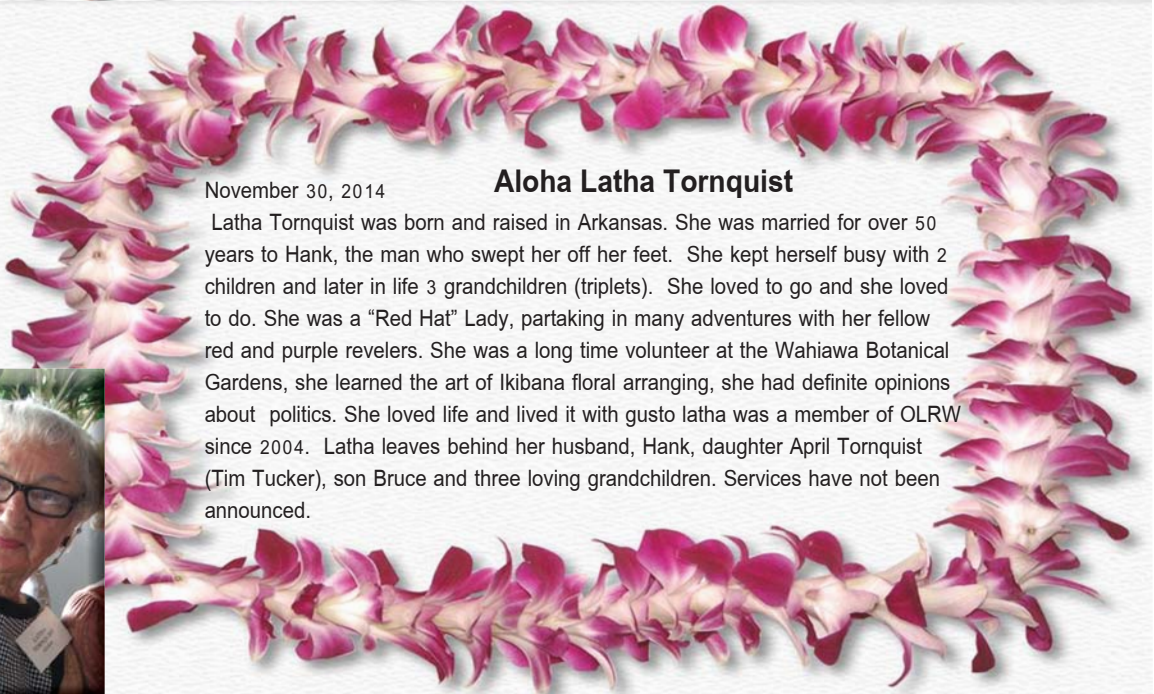 November 30, 2014
Aloha Latha Tornquist
Latha Tornquist was born and raised in Arkansas. She was married for over 50
years to Hank, the man who swept her off her feet.  She kept herself busy with 2
children and later in life 3 grandchildren (triplets).  She loved to go and she loved
to do. She was a “Red Hat” Lady, partaking in many adventures with her fellow
red and purple revelers. She was a long time volunteer at the Wahiawa Botanical
Gardens, she learned the art of Ikibana floral arranging, she had definite opinions
about  politics. She loved life and lived it with gusto latha was a member of OLRW
since 2004.  Latha leaves behind her husband, Hank, daughter April Tornquist
(Tim Tucker), son Bruce and three loving grandchildren. Services have not been
announced.